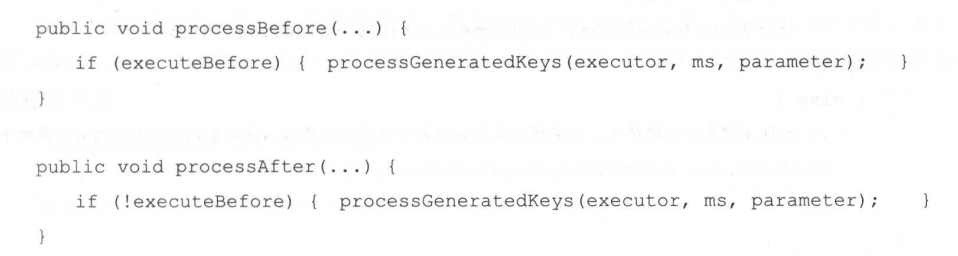 public void processBefore(...) {
if (executeBefore) { processGeneratedKeys(executor, ms, parameter); }
}
public void processAfter(...) {
if (!executeBefore) { processGeneratedKeys(executor, ms, parameter); }
}